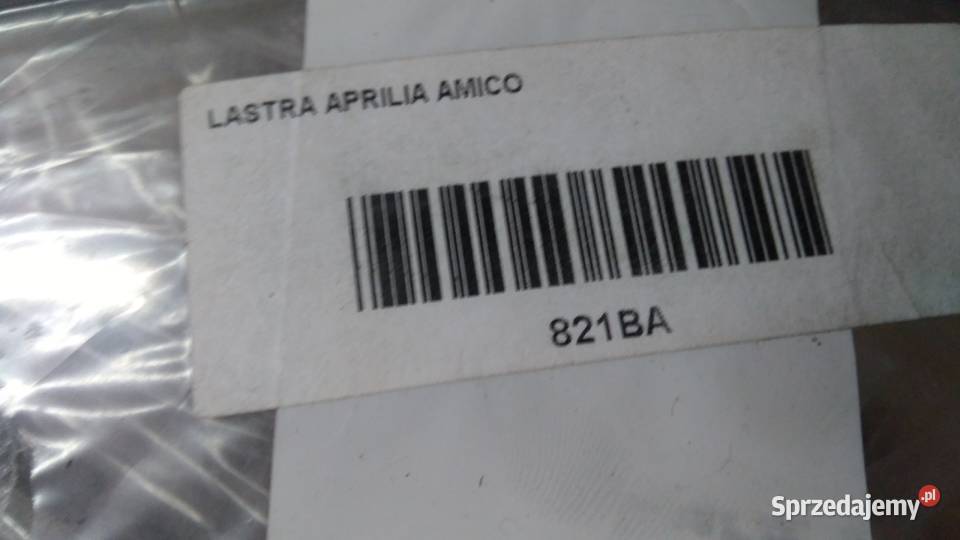 LASTRA APRILIA AMICO
821BA
Sprzedajemy.pl